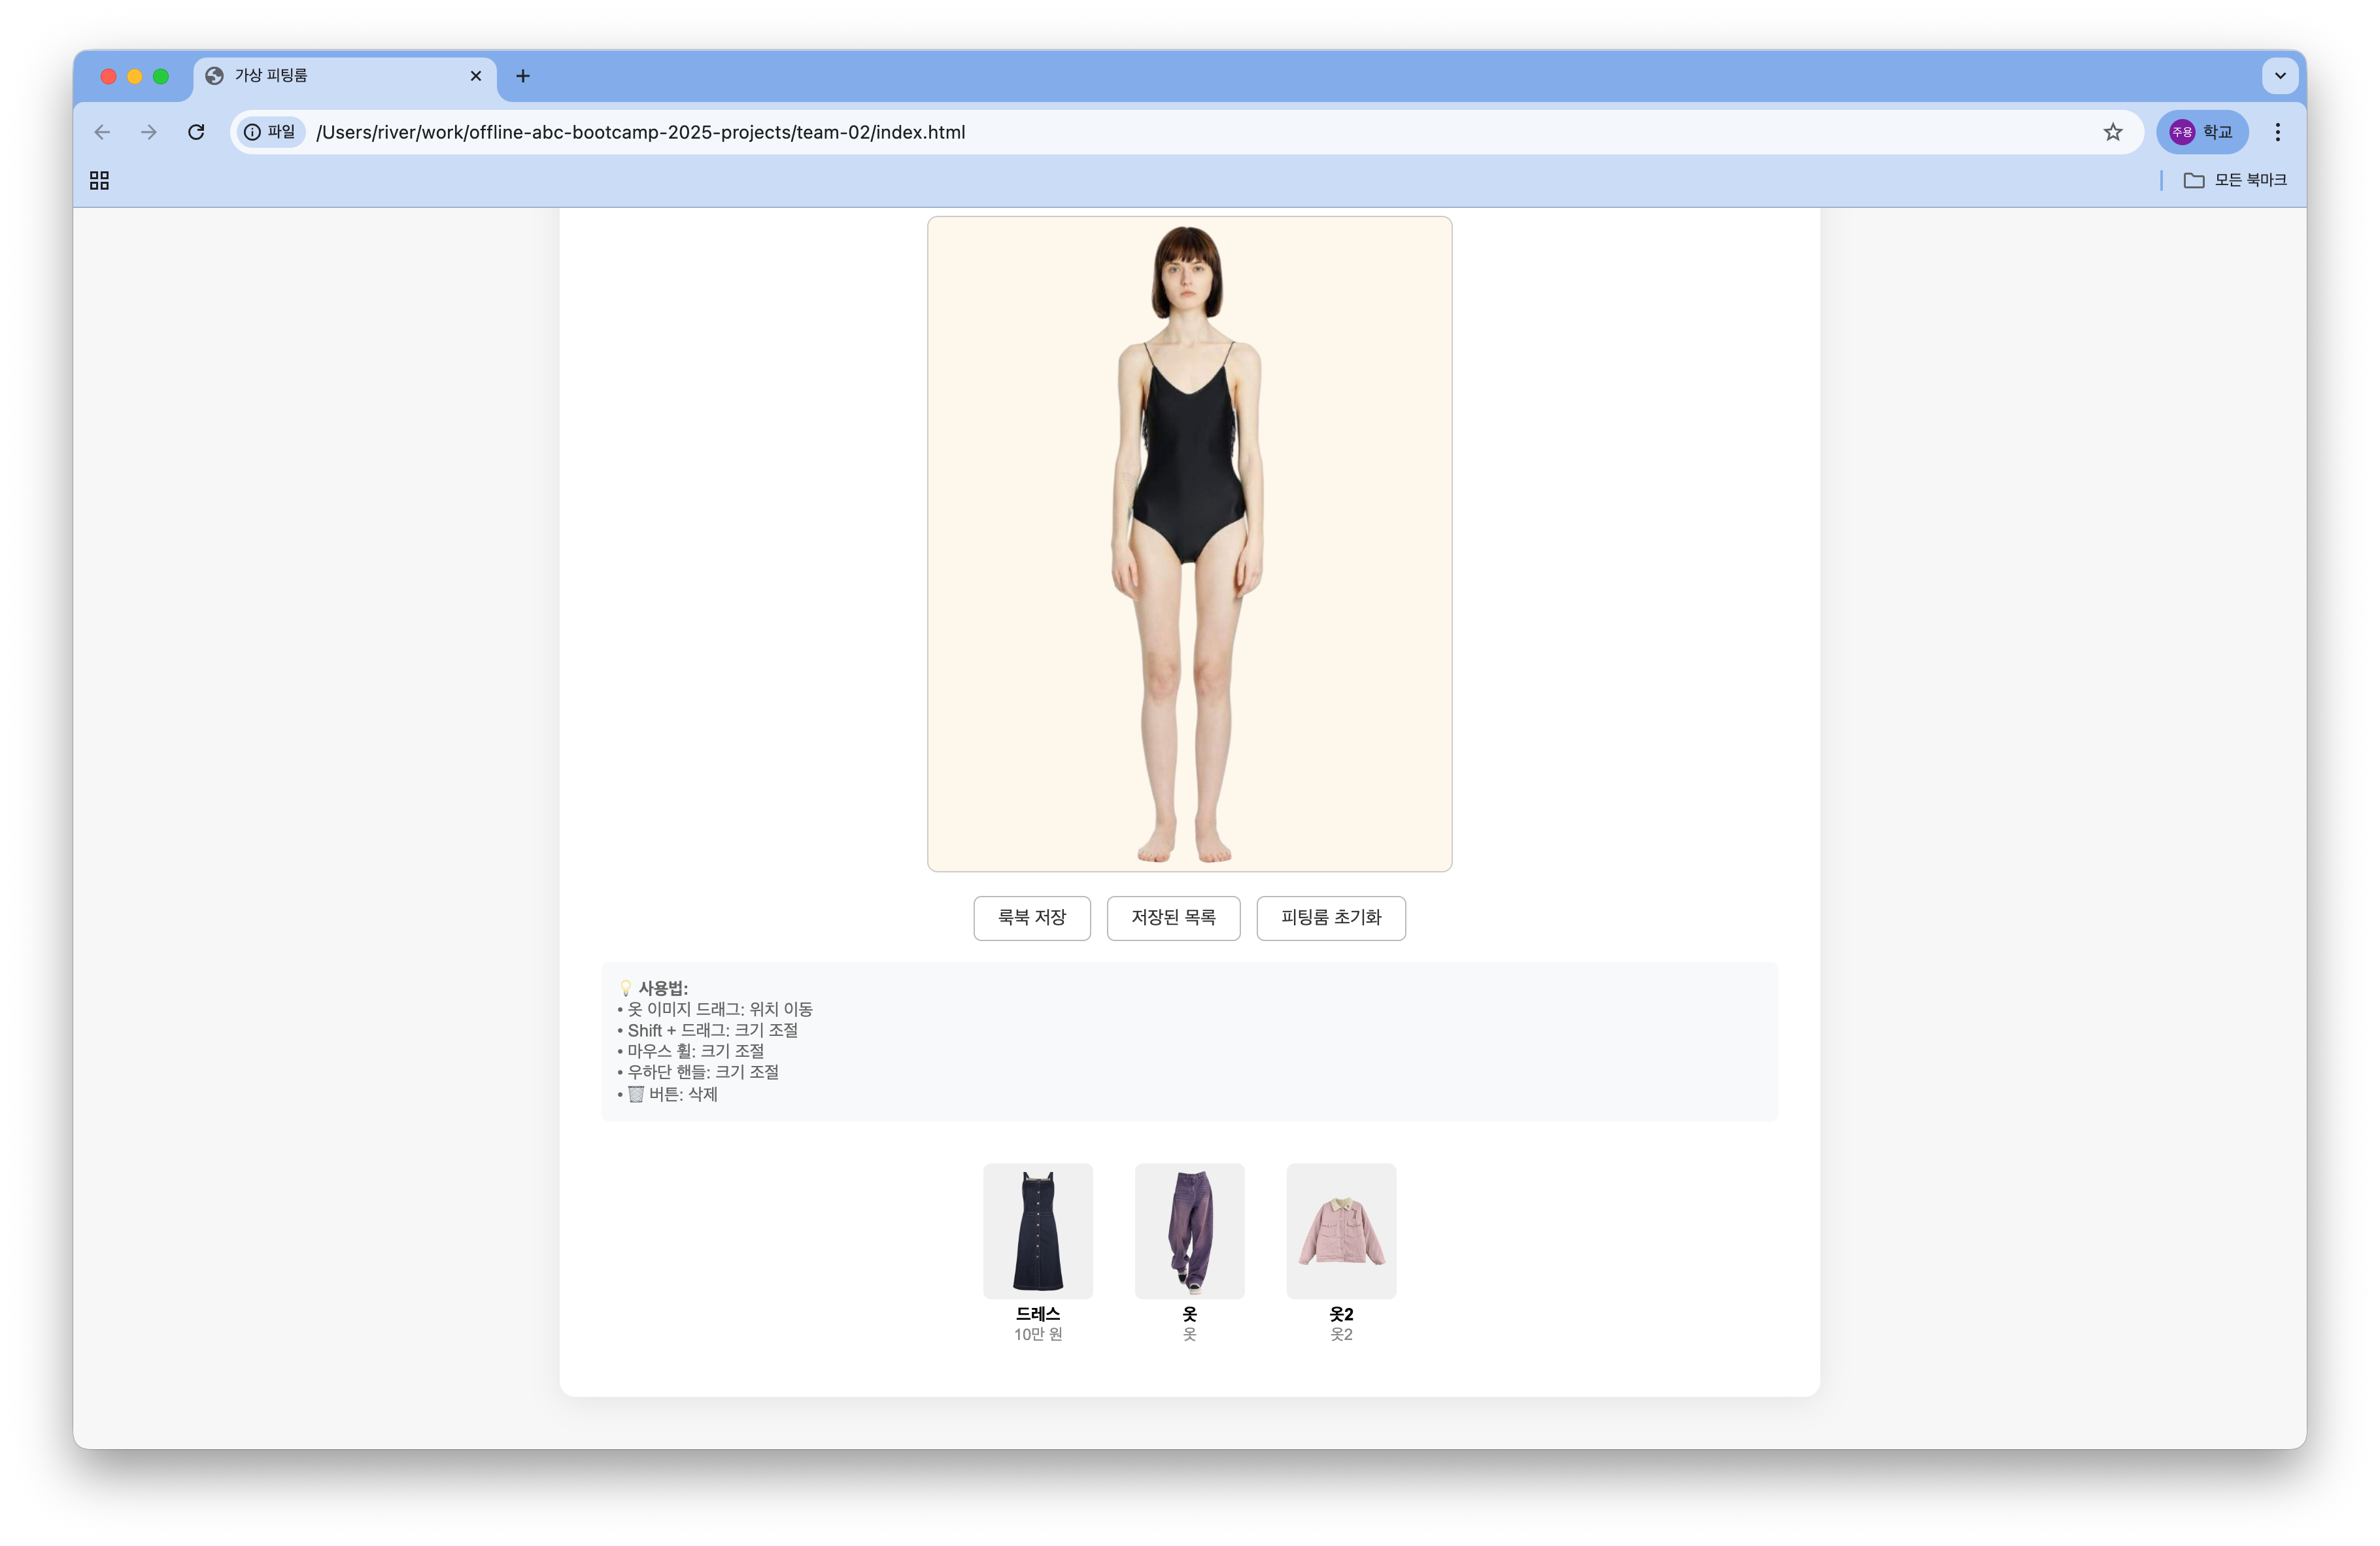 가상 피팅룸
파일
/Users/river/work/offline-abc-bootcamp-2025-projects/team-02/index.html
주용
학교
모든 북마크
룩북 저장
저장된 목록
피팅룸 초기화
💡 사용법:
• 옷 이미지 드래그: 위치 이동
• Shift + 드래그: 크기 조절
• 마우스 휠: 크기 조절
• 우하단 핸들: 크기 조절
• 🗑️ 버튼: 삭제
드레스
10만 원
옷
옷
옷2
옷2